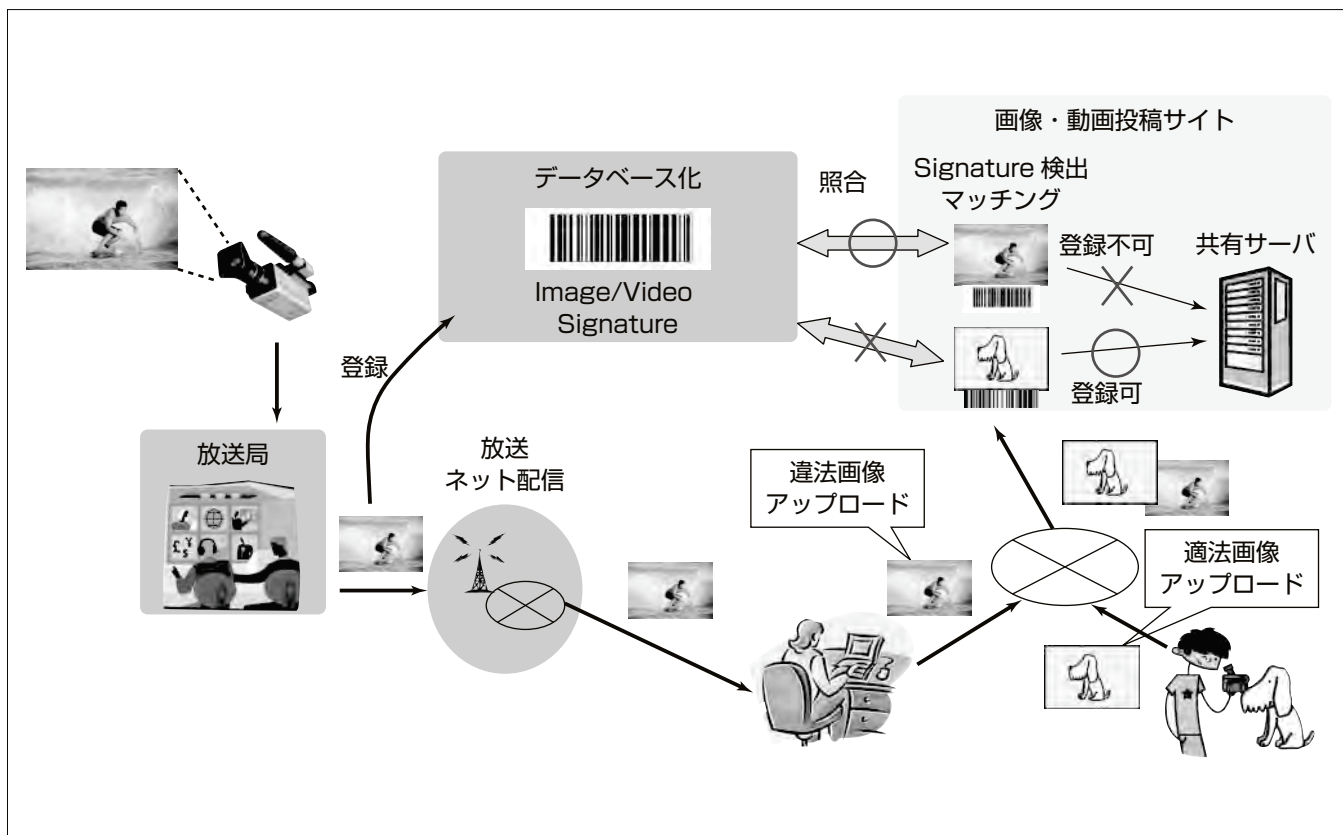 画像・動画投稿サイト
データベース化
Image/Video
Signature
照合
Signature 検出
マッチング
登録不可
共有サーバ
登録可
登録
放送局
放送
ネット配信
違法画像
アップロード
適法画像
アップロード